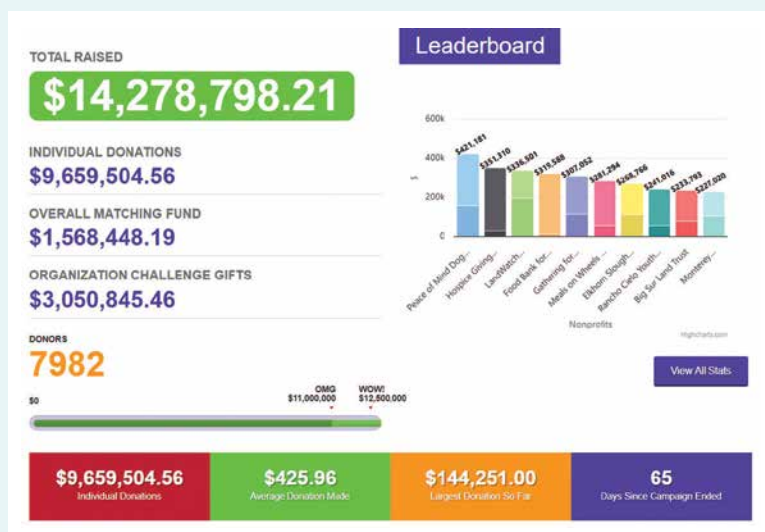 TOTAL RAISED
$14,278,798.21
INDIVIDUAL DONATIONS
$9,659,504.56
OVERALL MATCHING FUND
$1,568,448.19
ORGANIZATION CHALLENGE GIFTS
$3,050,845.46
DONORS
7982
$0
OMG
$11,000,000
WOW!
$12,500,000
Leaderboard
600k
400k
200k
0
$
$421,181
$351,310
$336,501
$319,588
$307,052
$281,294
$268,766
$241,016
$233,793
$227,020
Peace of Mind Dog...
Hospice Giving...
LandWatch...
Food Bank for...
Gathering for...
Meals on Wheels ...
Elkhorn Slough...
Rancho Cielo Youth...
Big Sur Land Trust
Monterey...
Nonprofits
Highcharts.com
View All Stats
$9,659,504.56
Individual Donations
$425.96
Average Donation Made
$144,251.00
Largest Donation So Far
65
Days Since Campaign Ended